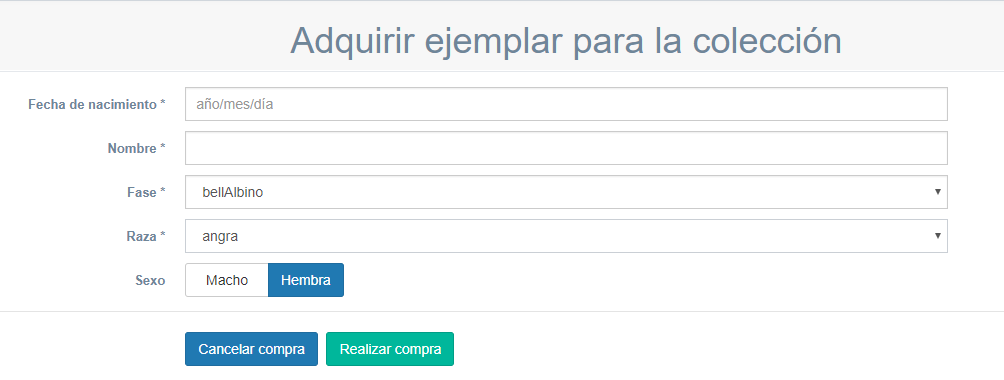 Adquirir ejemplar para la colección
Fecha de nacimiento * año/mes/día
Nombre *
Fase * bellAlbino
Raza * angra
Sexo Macho Hembra
Cancelar compra Realizar compra